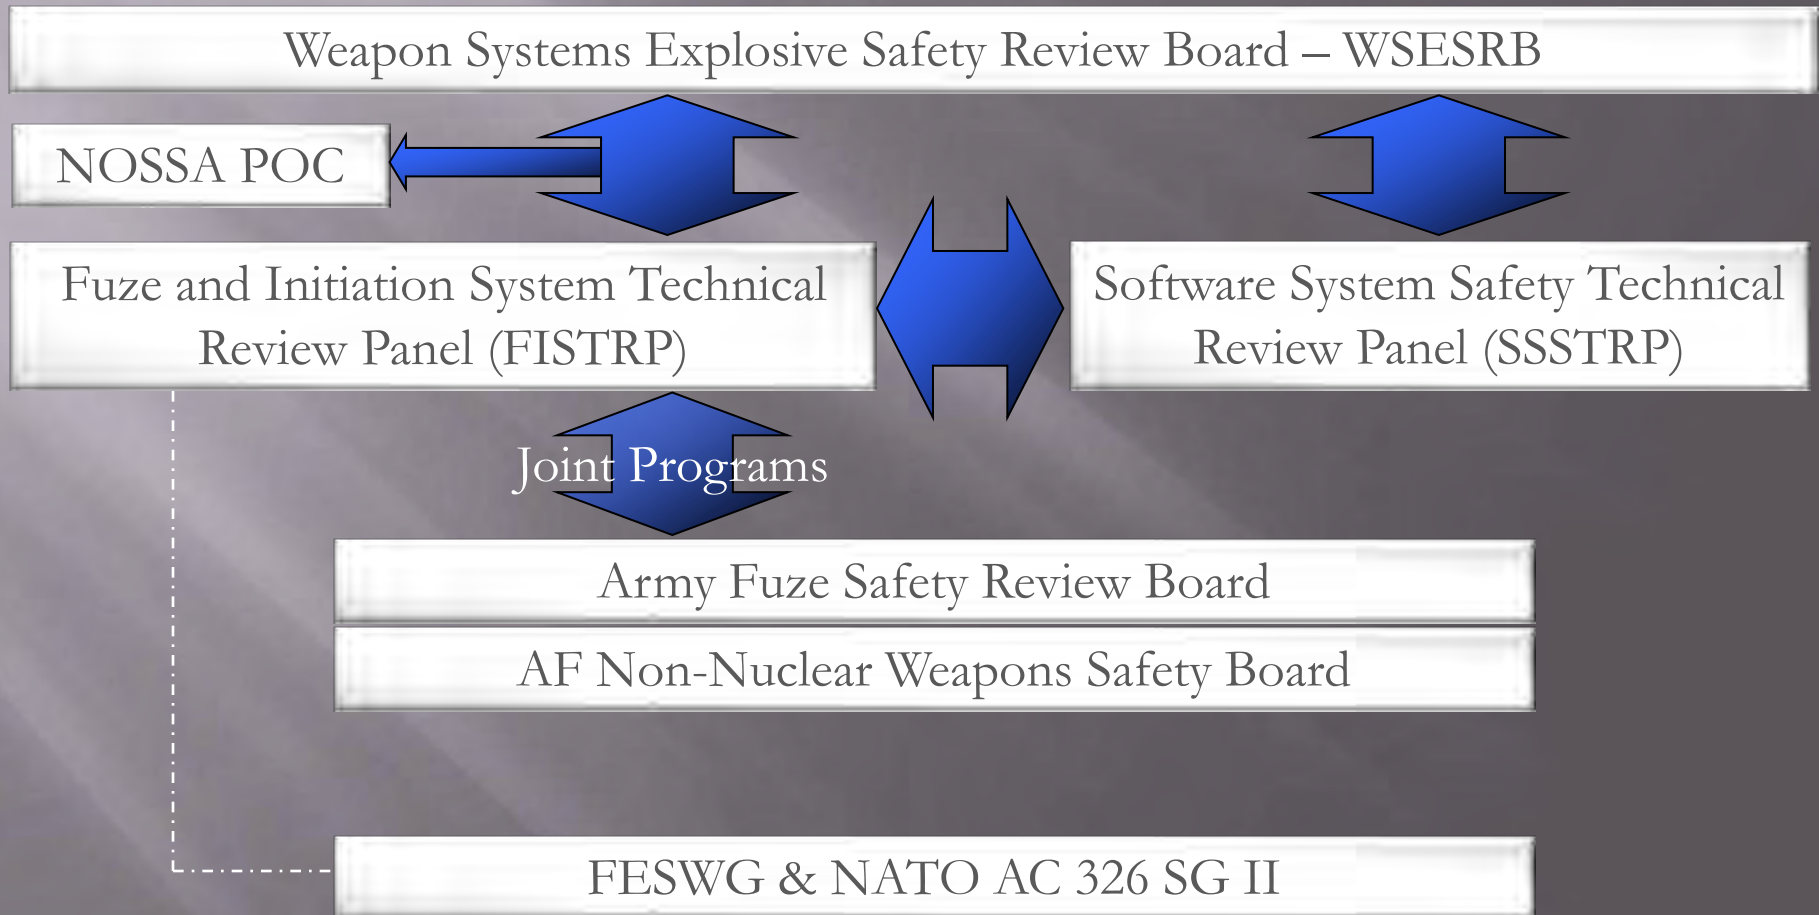 Weapon Systems Explosive Safety Review Board – WSESRB
NOSSA POC
Fuze and Initiation System Technical
Review Panel (FISTRP)
Software System Safety Technical
Review Panel (SSSTRP)
Joint Programs
Army Fuze Safety Review Board
AF Non-Nuclear Weapons Safety Board
FESWG & NATO AC 326 SG II